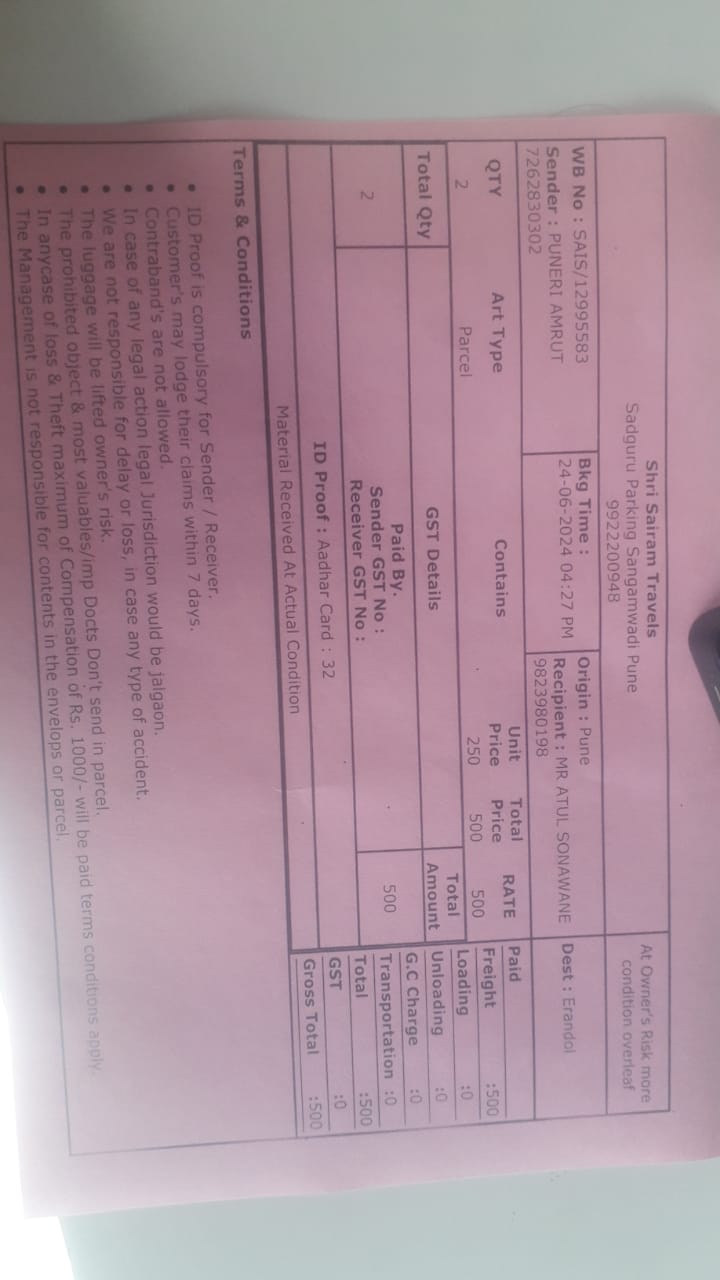 Shri Sairam Travels
Sadguru Parking Sangamwadi Pune
9922200948
At Owner's Risk more
condition overleaf
WB No : SAIS/12995583
Bkg Time :
24-06-2024 04:27 PM
Origin : Pune
Dest : Erandol
Sender : PUNERI AMRUT
7262830302
Recipient : MR ATUL SONAWANE
9823980198
QTY Art Type Contains Unit Price Total Price RATE
2 Parcel . 250 500 500
Paid
Freight :500
Loading :0
Unloading :0
G.C Charge :0
Transportation :0
Total :500
GST :0
Gross Total :500
Total Qty GST Details Total Amount
2 500
Paid By.
Sender GST No :
Receiver GST No :
ID Proof : Aadhar Card : 32
Material Received At Actual Condition
Terms & Conditions
• ID Proof is compulsory for Sender / Receiver.
• Customer's may lodge their claims within 7 days.
• Contraband's are not allowed.
• In case of any legal action legal Jurisdiction would be jalgaon.
• We are not responsible for delay or loss, in case any type of accident.
• The luggage will be lifted owner's risk.
• The prohibited object & most valuables/imp Docts Don't send in parcel.
• In anycase of loss & Theft maximum of Compensation of Rs. 1000/- will be paid terms conditions apply.
• The Management is not responsible for contents in the envelops or parcel.